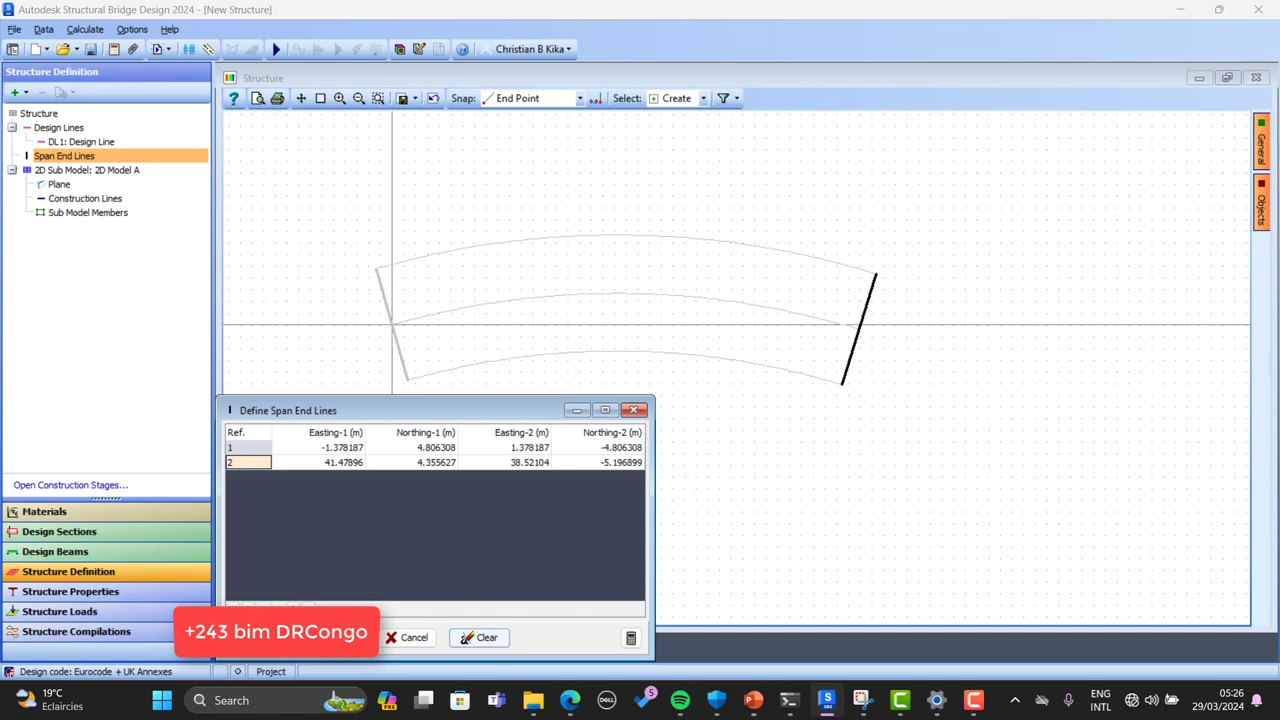 Autodesk Structural Bridge Design 2024 - [New Structure]
File Data Calculate Options Help
Christian B Kika
Structure Definition
Structure
Design Lines
DL1: Design Line
Span End Lines
2D Sub Model: 2D Model A
Plane
Construction Lines
Sub Model Members
Open Construction Stages...
Materials
Design Sections
Design Beams
Structure Definition
Structure Properties
Structure Loads
Structure Compilations
Design code: Eurocode + UK Annexes
Project
Structure
Snap: End Point Select: Create
General
Objects
Define Span End Lines
Ref. Easting-1 (m) Northing-1 (m) Easting-2 (m) Northing-2 (m)
1 -1.378187 4.806308 1.378187 -4.806308
2 41.47896 4.355627 38.52104 -5.196899
Cancel Clear
+243 bim DRCongo
19°C
Eclaircies
Search
PRE
DELL
5
S
SBD
P
C
C
ENG
INTL
05:26
29/03/2024